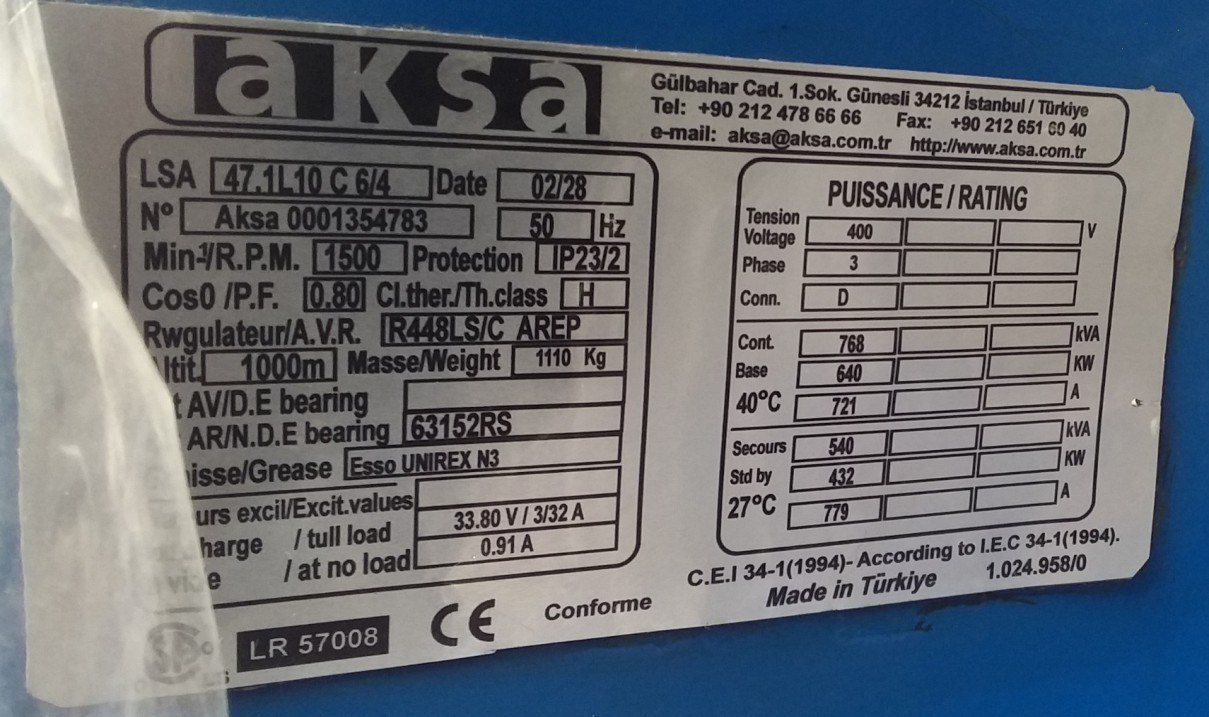 aksa
Gülbahar Cad. 1.Sok. Günesli 34212 İstanbul / Türkiye
Tel: +90 212 478 66 66 Fax: +90 212 651 60 40
e-mail: aksa@aksa.com.tr http://www.aksa.com.tr
LSA 47.1L10 C 6/4 Date 02/28
Nº Aksa 0001354783 50 Hz
Min-¹/R.P.M. 1500 Protection IP23/2
Cos0 /P.F. 0.80 Cl.ther./Th.class H
Rwgulateur/A.V.R. R448LS/C AREP
ltit. 1000m Masse/Weight 1110 Kg
t AV/D.E bearing
AR/N.D.E bearing 63152RS
isse/Grease Esso UNIREX N3
urs excil/Excit.values
harge / tull load 33.80 V / 3/32 A
e / at no load 0.91 A
PUISSANCE / RATING
Tension
Voltage 400 V
Phase 3
Conn. D
Cont. 768 kVA
Base 640 KW
40°C 721 A
Secours 540 kVA
Std by 432 KW
27°C 779 A
C.E.I 34-1(1994)- According to I.E.C 34-1(1994).
Made in Türkiye 1.024.958/0
LR 57008 CE Conforme